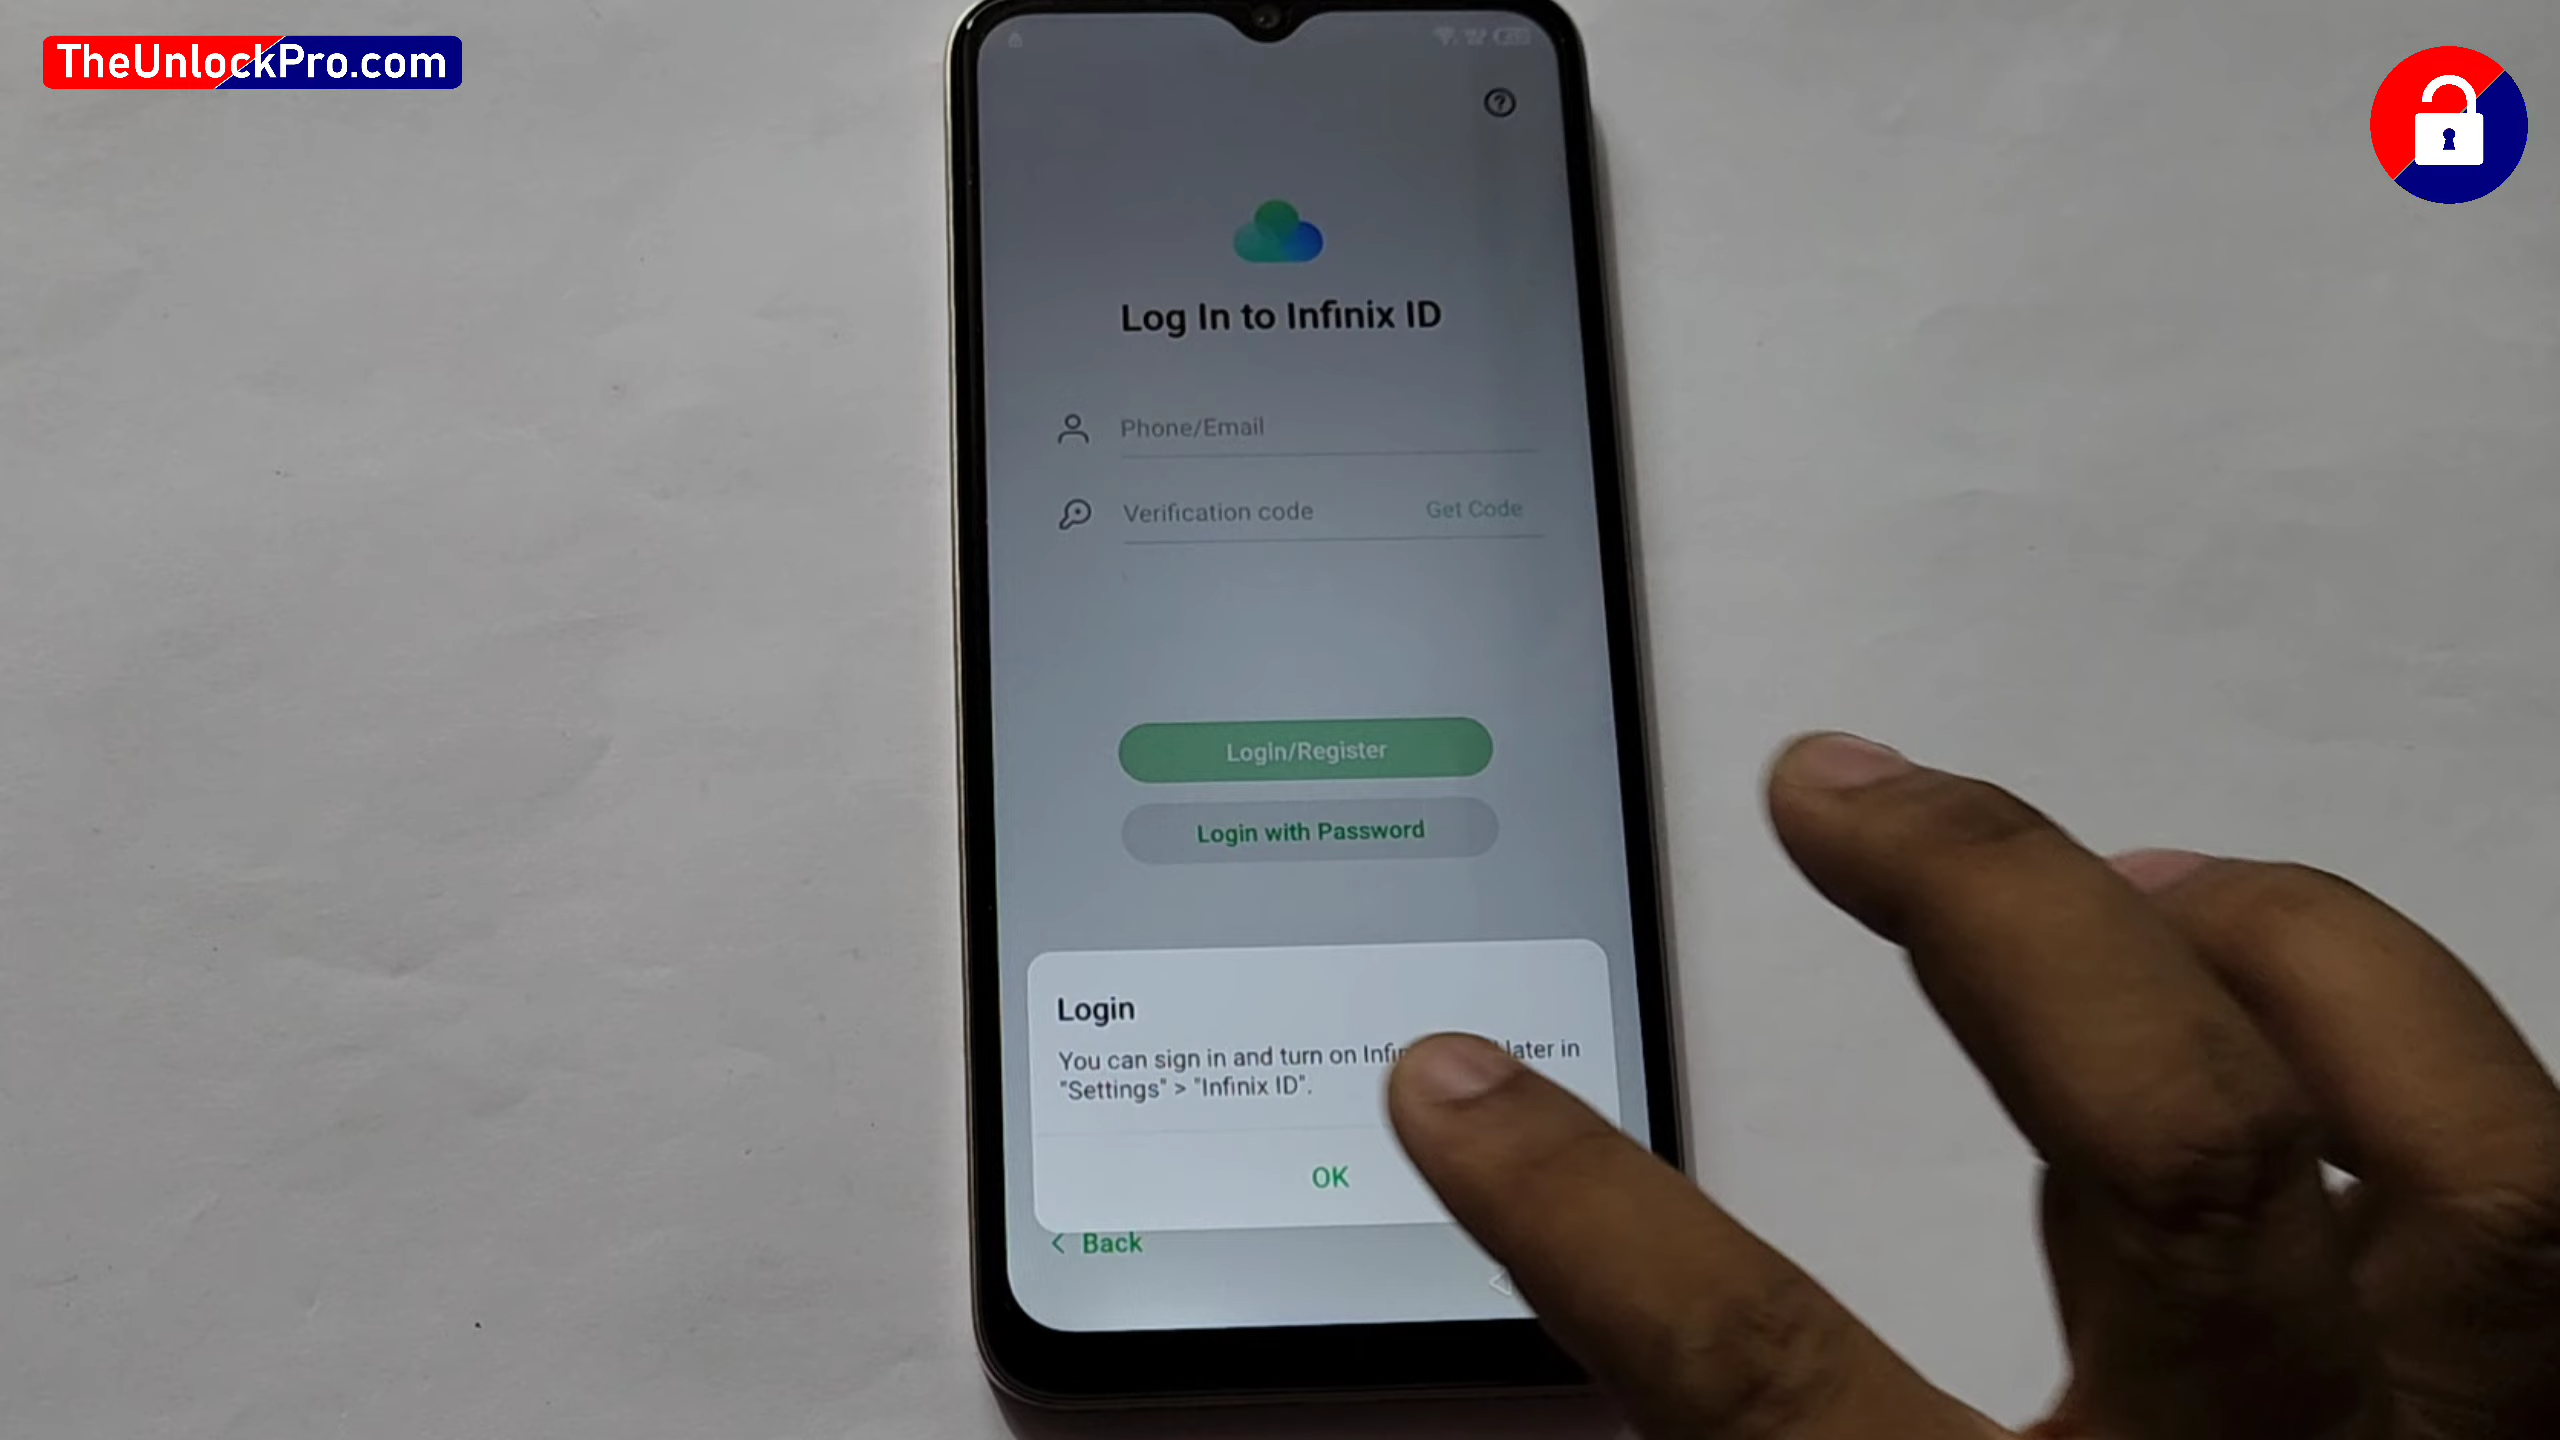 TheUnlockPro.com
Log In to Infinix ID
Phone/Email
Verification code Get Code
Login/Register
Login with Password
Login
You can sign in and turn on later in
"Settings" > "Infinix ID".
OK
< Back